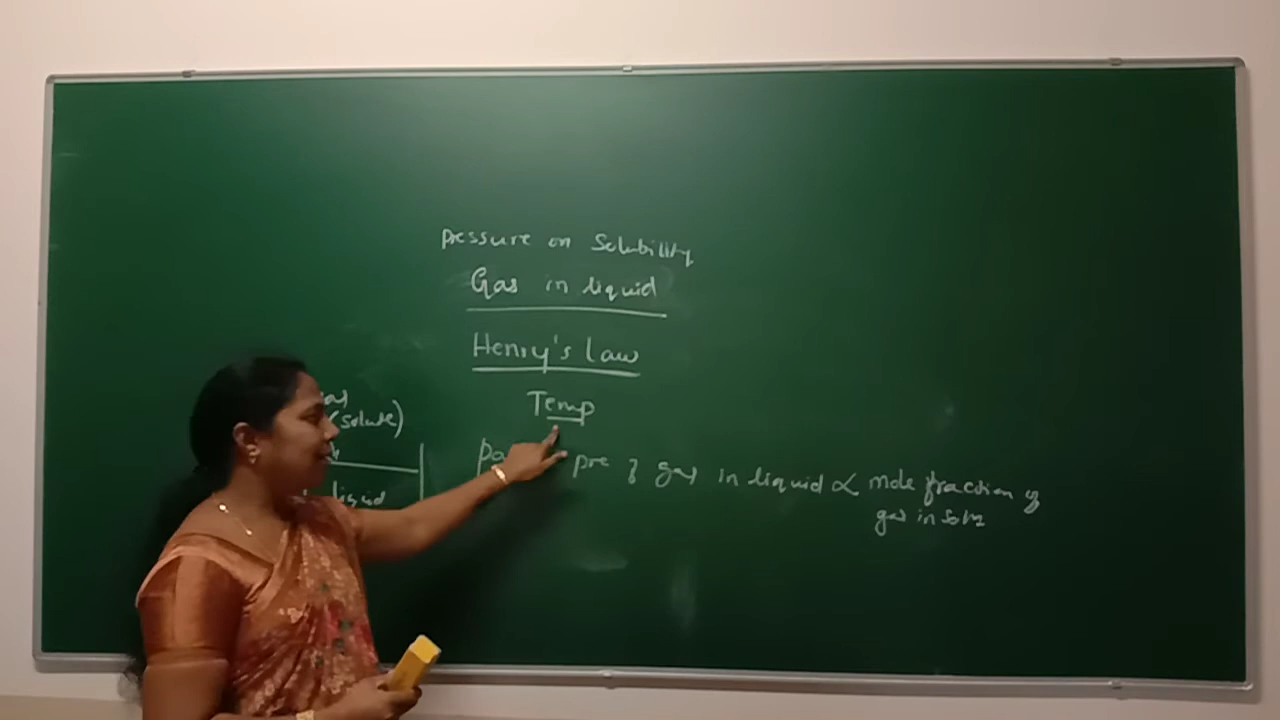 Pressure on Solubility
Gas in liquid
Henry's Law
Temp
(Solute)
pre of gas in liquid ∝ mole fraction of
gas in soln
liquid